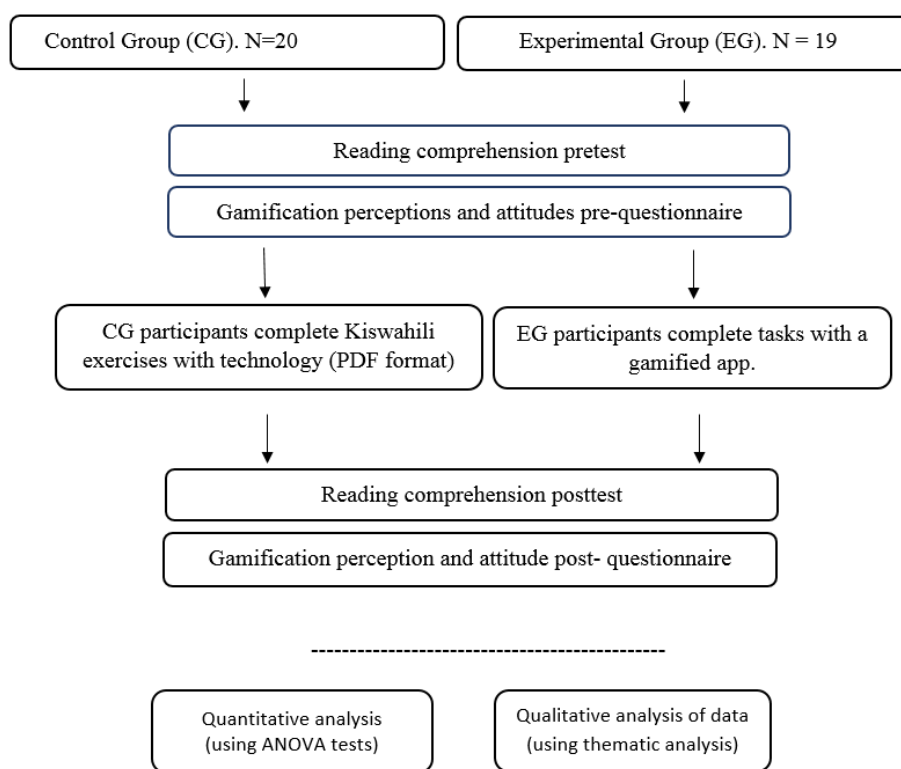 Control Group (CG). N=20
Experimental Group (EG). N = 19
Reading comprehension pretest
Gamification perceptions and attitudes pre-questionnaire
CG participants complete Kiswahili
exercises with technology (PDF format)
EG participants complete tasks with a
gamified app.
Reading comprehension posttest
Gamification perception and attitude post- questionnaire
Quantitative analysis
(using ANOVA tests)
Qualitative analysis of data
(using thematic analysis)